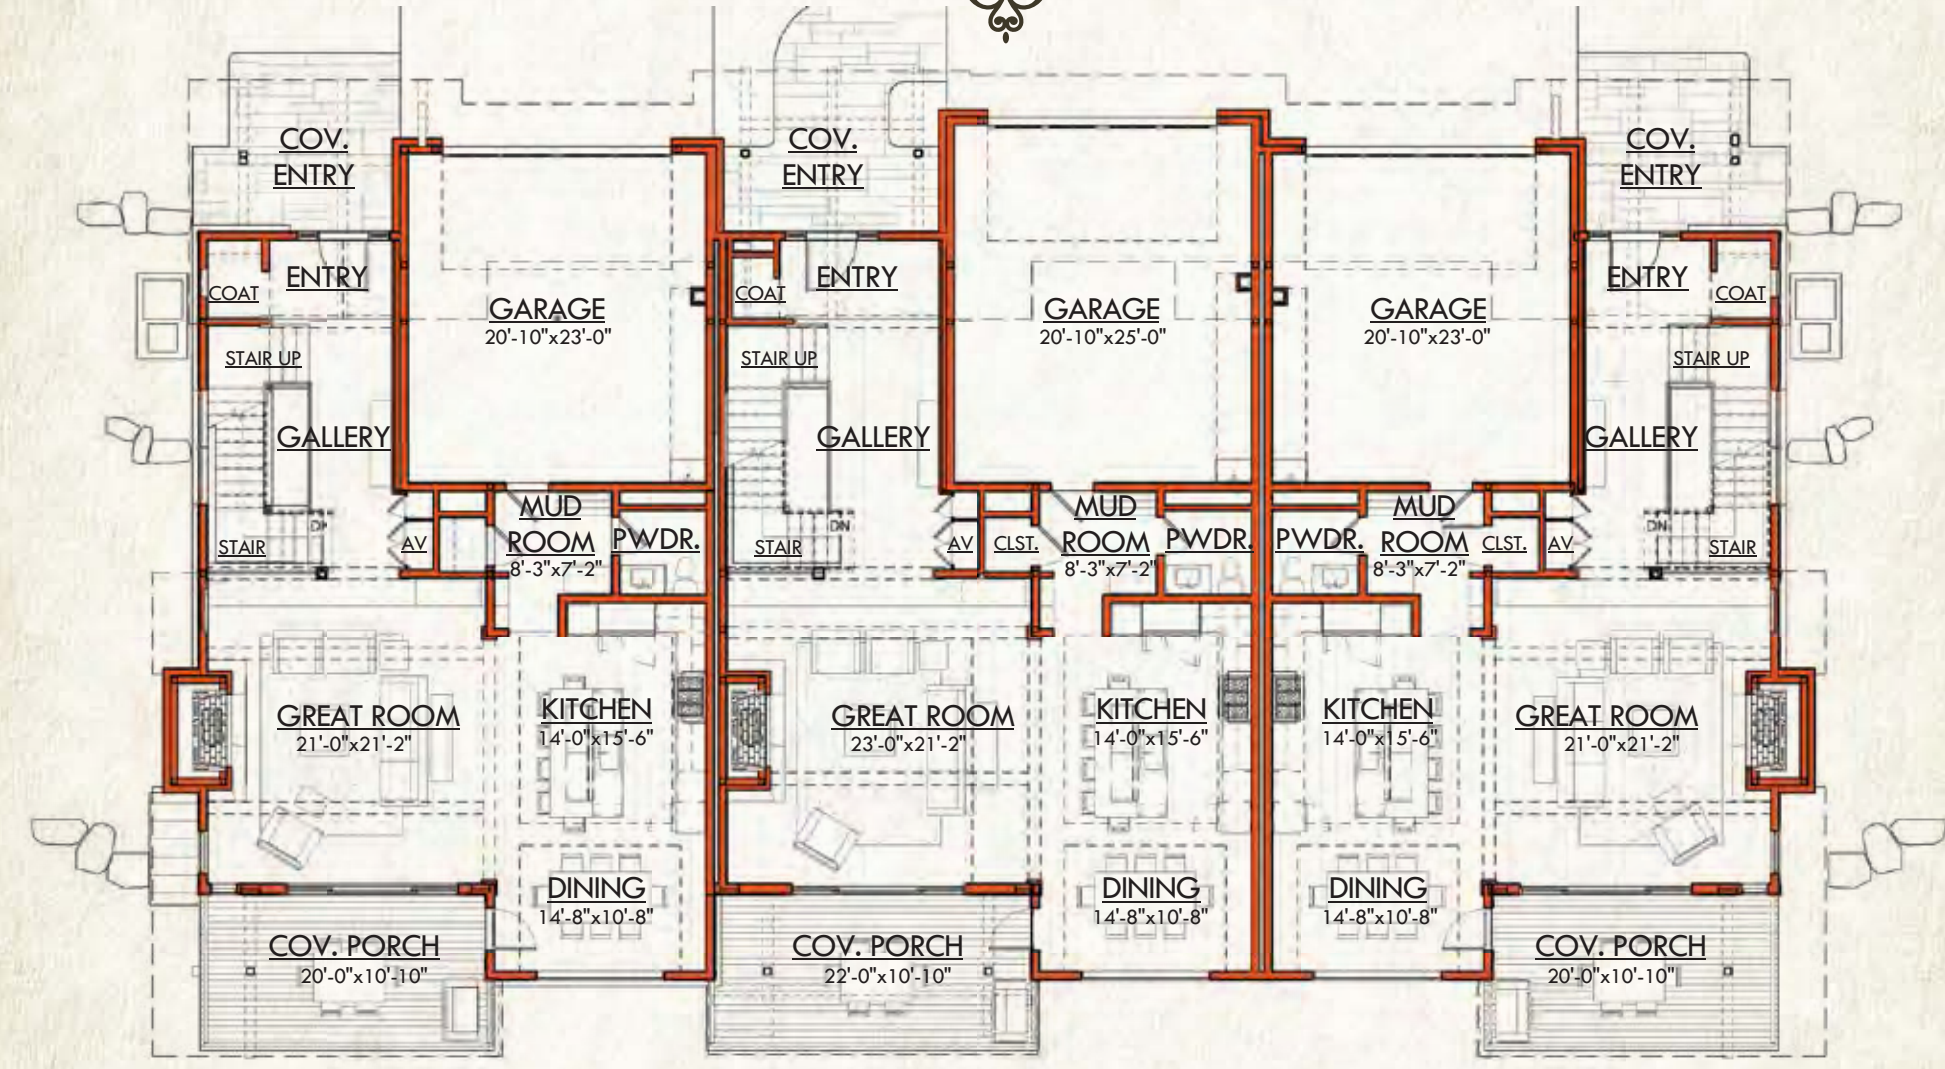 COV.
ENTRY
COV.
ENTRY
COV.
ENTRY
ENTRY
COAT
ENTRY
COAT
ENTRY
COAT
GARAGE
20'-10"x23'-0"
GARAGE
20'-10"x25'-0"
GARAGE
20'-10"x23'-0"
STAIR UP
STAIR UP
STAIR UP
GALLERY
GALLERY
GALLERY
DN
STAIR
AV
MUD
ROOM
8'-3"x7'-2"
PWDR.
DN
STAIR
AV
CLST.
MUD
ROOM
8'-3"x7'-2"
PWDR.
PWDR.
MUD
ROOM
8'-3"x7'-2"
CLST.
AV
DN
STAIR
GREAT ROOM
21'-0"x21'-2"
KITCHEN
14'-0"x15'-6"
GREAT ROOM
23'-0"x21'-2"
KITCHEN
14'-0"x15'-6"
KITCHEN
14'-0"x15'-6"
GREAT ROOM
21'-0"x21'-2"
DINING
14'-8"x10'-8"
DINING
14'-8"x10'-8"
DINING
14'-8"x10'-8"
COV. PORCH
20'-0"x10'-10"
COV. PORCH
22'-0"x10'-10"
COV. PORCH
20'-0"x10'-10"